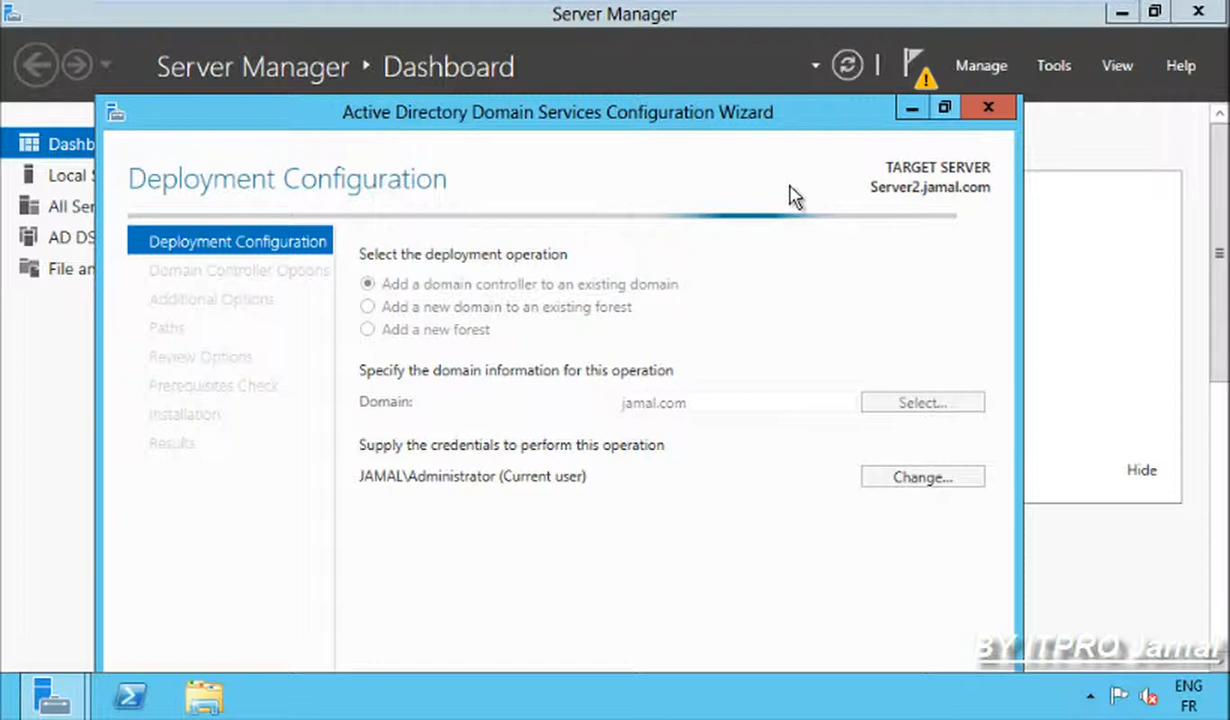 Server Manager
Server Manager ‣ Dashboard
Manage Tools View Help
Active Directory Domain Services Configuration Wizard
Dashb
Local S
All Ser
AD DS
File an
Deployment Configuration
TARGET SERVER
Server2.jamal.com
Deployment Configuration
Domain Controller Options
Additional Options
Paths
Review Options
Prerequisites Check
Installation
Results
Select the deployment operation
Add a domain controller to an existing domain
Add a new domain to an existing forest
Add a new forest
Specify the domain information for this operation
Domain: jamal.com Select...
Supply the credentials to perform this operation
JAMAL\Administrator (Current user) Change...
Hide
BY ITPRO Jamal
ENG
FR